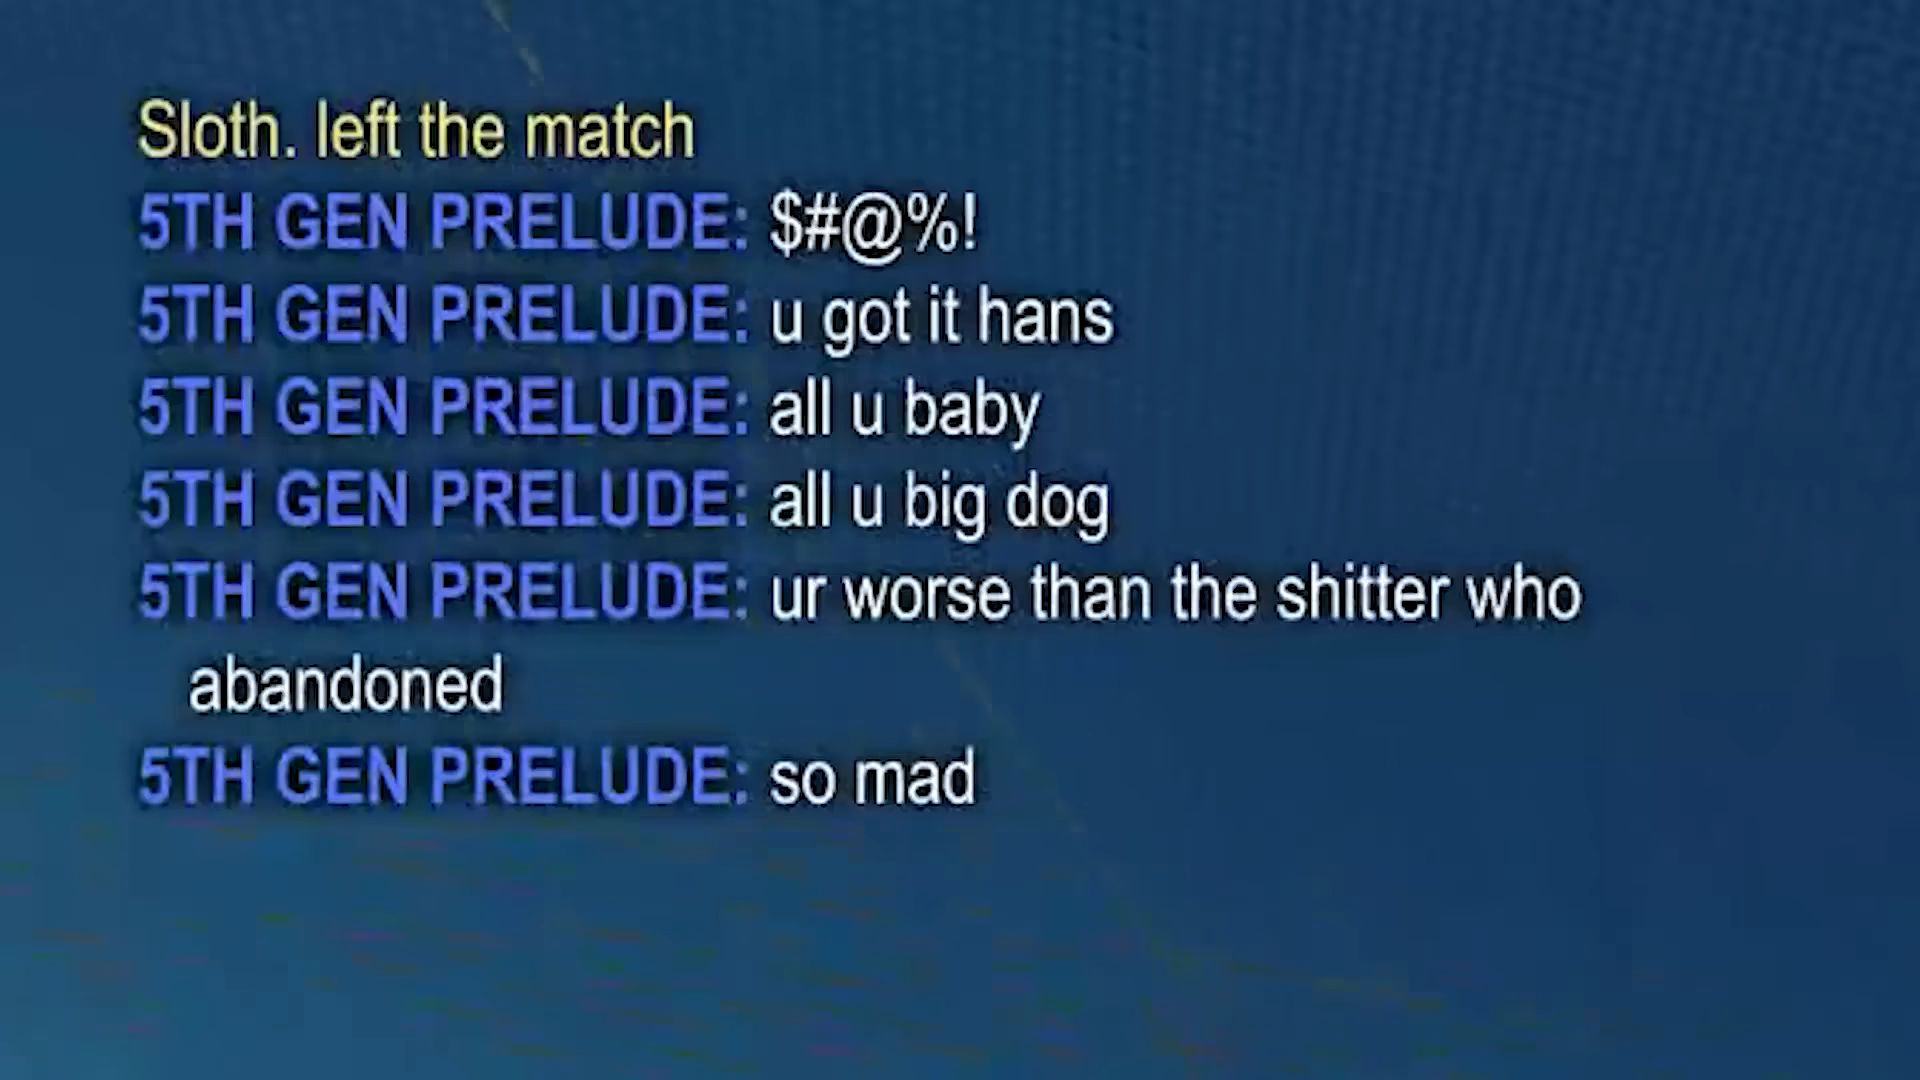 Sloth. left the match
5TH GEN PRELUDE: $#@%!
5TH GEN PRELUDE: u got it hans
5TH GEN PRELUDE: all u baby
5TH GEN PRELUDE: all u big dog
5TH GEN PRELUDE: ur worse than the shitter who
abandoned
5TH GEN PRELUDE: so mad